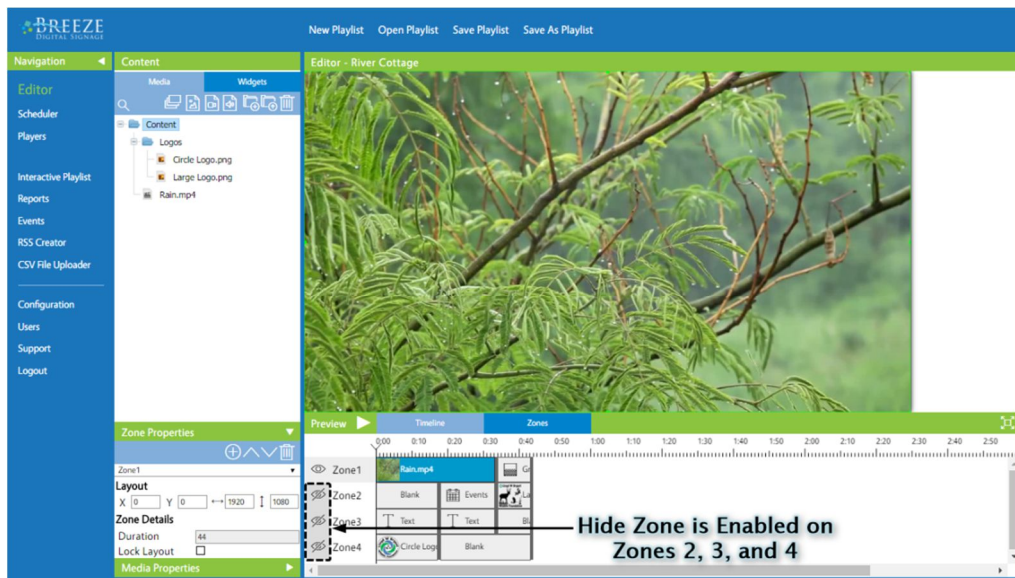 BREEZE
DIGITAL SIGNAGE
New Playlist Open Playlist Save Playlist Save As Playlist
Navigation
Editor
Scheduler
Players
Interactive Playlist
Reports
Events
RSS Creator
CSV File Uploader
Configuration
Users
Support
Logout
Content
Media Widgets
Content
Logos
Circle Logo.png
Large Logo.png
Rain.mp4
Zone Properties
Zone1
Layout
X 0 Y 0 1920 1080
Zone Details
Duration 44
Lock Layout
Media Properties
Editor - River Cottage
Preview Timeline Zones
0:00 0:10 0:20 0:30 0:40 0:50 1:00 1:10 1:20 1:30 1:40 1:50 2:00 2:10 2:20 2:30 2:40 2:50
Zone1 Rain.mp4 Gr
Zone2 Blank Events La
Zone3 Text Text Bl
Zone4 Circle Logo Blank
Hide Zone is Enabled on
Zones 2, 3, and 4